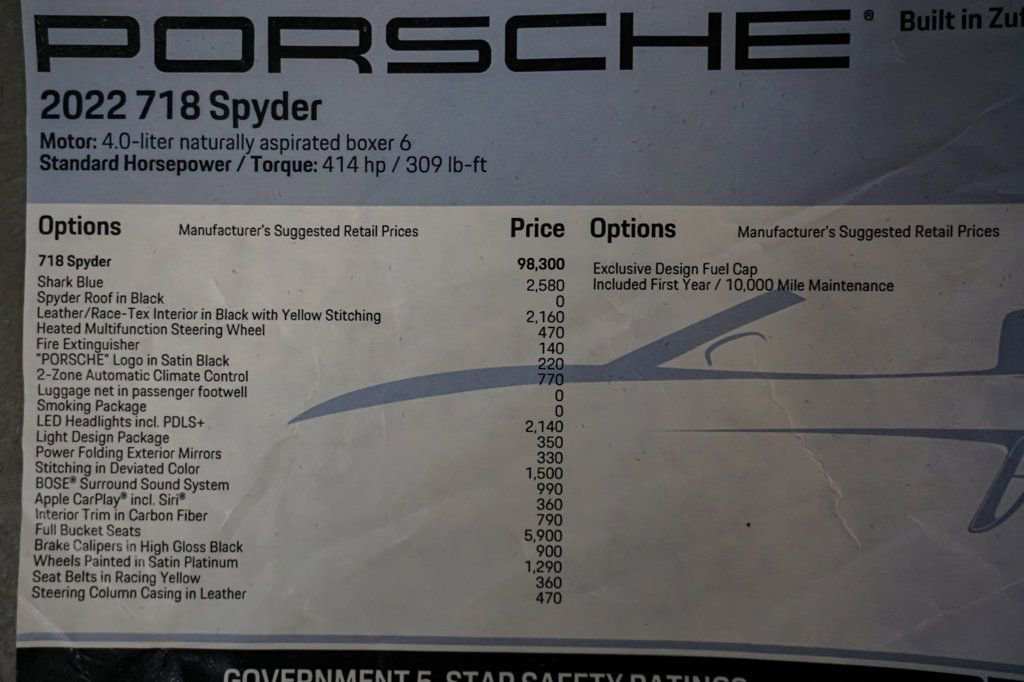 PORSCHE®
Built in Zuf
2022 718 Spyder
Motor: 4.0-liter naturally aspirated boxer 6
Standard Horsepower / Torque: 414 hp / 309 lb-ft
Options Manufacturer's Suggested Retail Prices Price
718 Spyder 98,300
Shark Blue 2,580
Spyder Roof in Black 0
Leather/Race-Tex Interior in Black with Yellow Stitching 2,160
Heated Multifunction Steering Wheel 470
Fire Extinguisher 140
"PORSCHE" Logo in Satin Black 220
2-Zone Automatic Climate Control 770
Luggage net in passenger footwell 0
Smoking Package 0
LED Headlights incl. PDLS+ 2,140
Light Design Package 350
Power Folding Exterior Mirrors 330
Stitching in Deviated Color 1,500
BOSE® Surround Sound System 990
Apple CarPlay® incl. Siri® 360
Interior Trim in Carbon Fiber 790
Full Bucket Seats 5,900
Brake Calipers in High Gloss Black 900
Wheels Painted in Satin Platinum 1,290
Seat Belts in Racing Yellow 360
Steering Column Casing in Leather 470
Options Manufacturer's Suggested Retail Prices
Exclusive Design Fuel Cap
Included First Year / 10,000 Mile Maintenance
GOVERNMENT 5-STAR SAFETY RATINGS